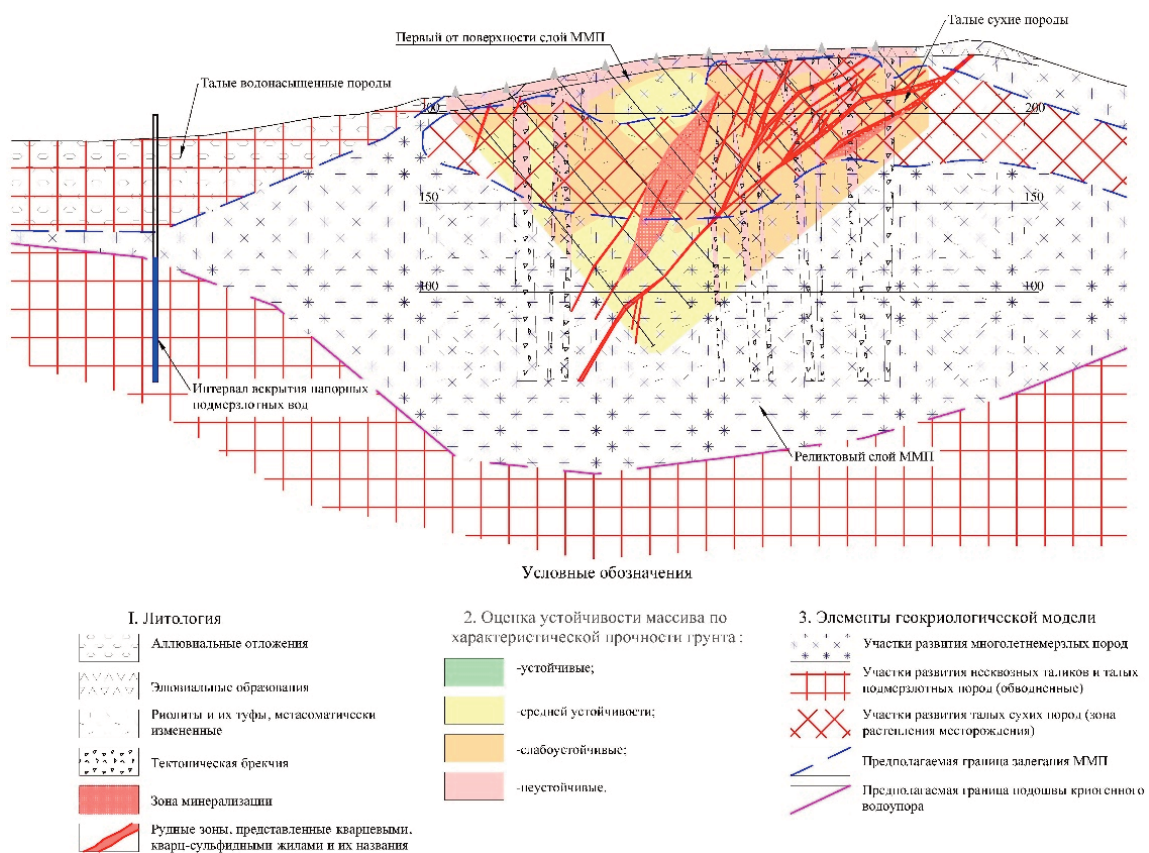 Талые сухие породы
Первый от поверхности слой ММП
Талые водонасыщенные породы
200
200
150
100
100
Интервал вскрытия напорных
подмерзлотных вод
Реликтовый слой ММП
Условные обозначения
1. Литология
Аллювиальные отложения
Элювиальные образования
Риолиты и их туфы, метасоматически
измененные
Тектоническая брекчия
Зона минерализации
Рудные зоны, представленные кварцевыми,
кварц-сульфидными жилами и их названия
2. Оценка устойчивости массива по
характеристической прочности грунта:
-устойчивые;
-средней устойчивости;
-слабоустойчивые;
-неустойчивые.
3. Элементы геокриологической модели
Участки развития многолетнемерзлых пород
Участки развития несквозных таликов и талых
подмерзлотных пород (обводненные)
Участки развития талых сухих пород (зона
растепления месторождения)
Предполагаемая граница залегания ММП
Предполагаемая граница подошвы криогенного
водоупора